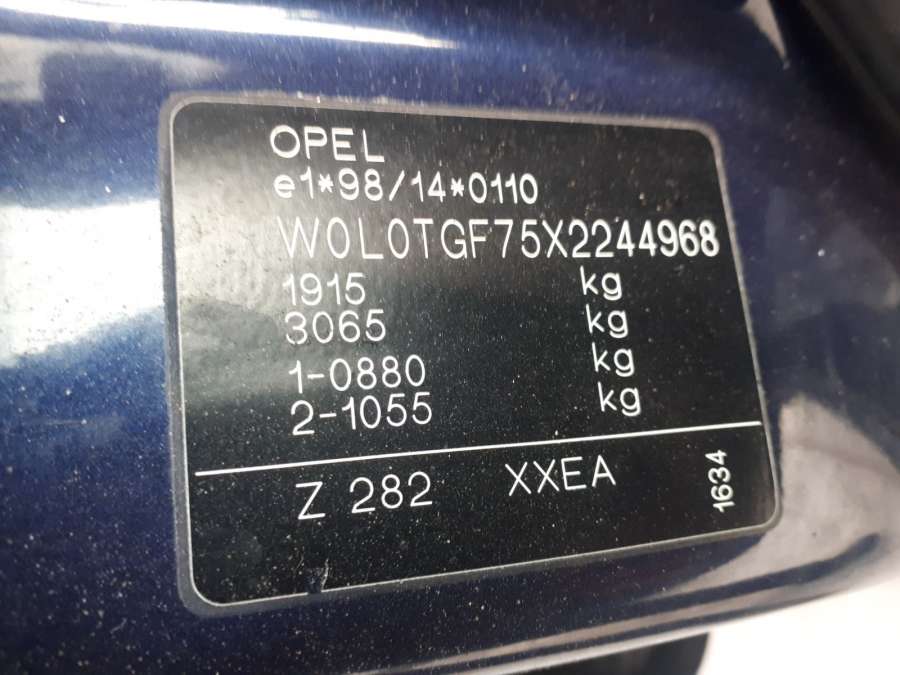 OPEL
e1*98/14*0110
W0L0TGF75X2244968
1915 kg
3065 kg
1-0880 kg
2-1055 kg
Z 282 XXEA
1634